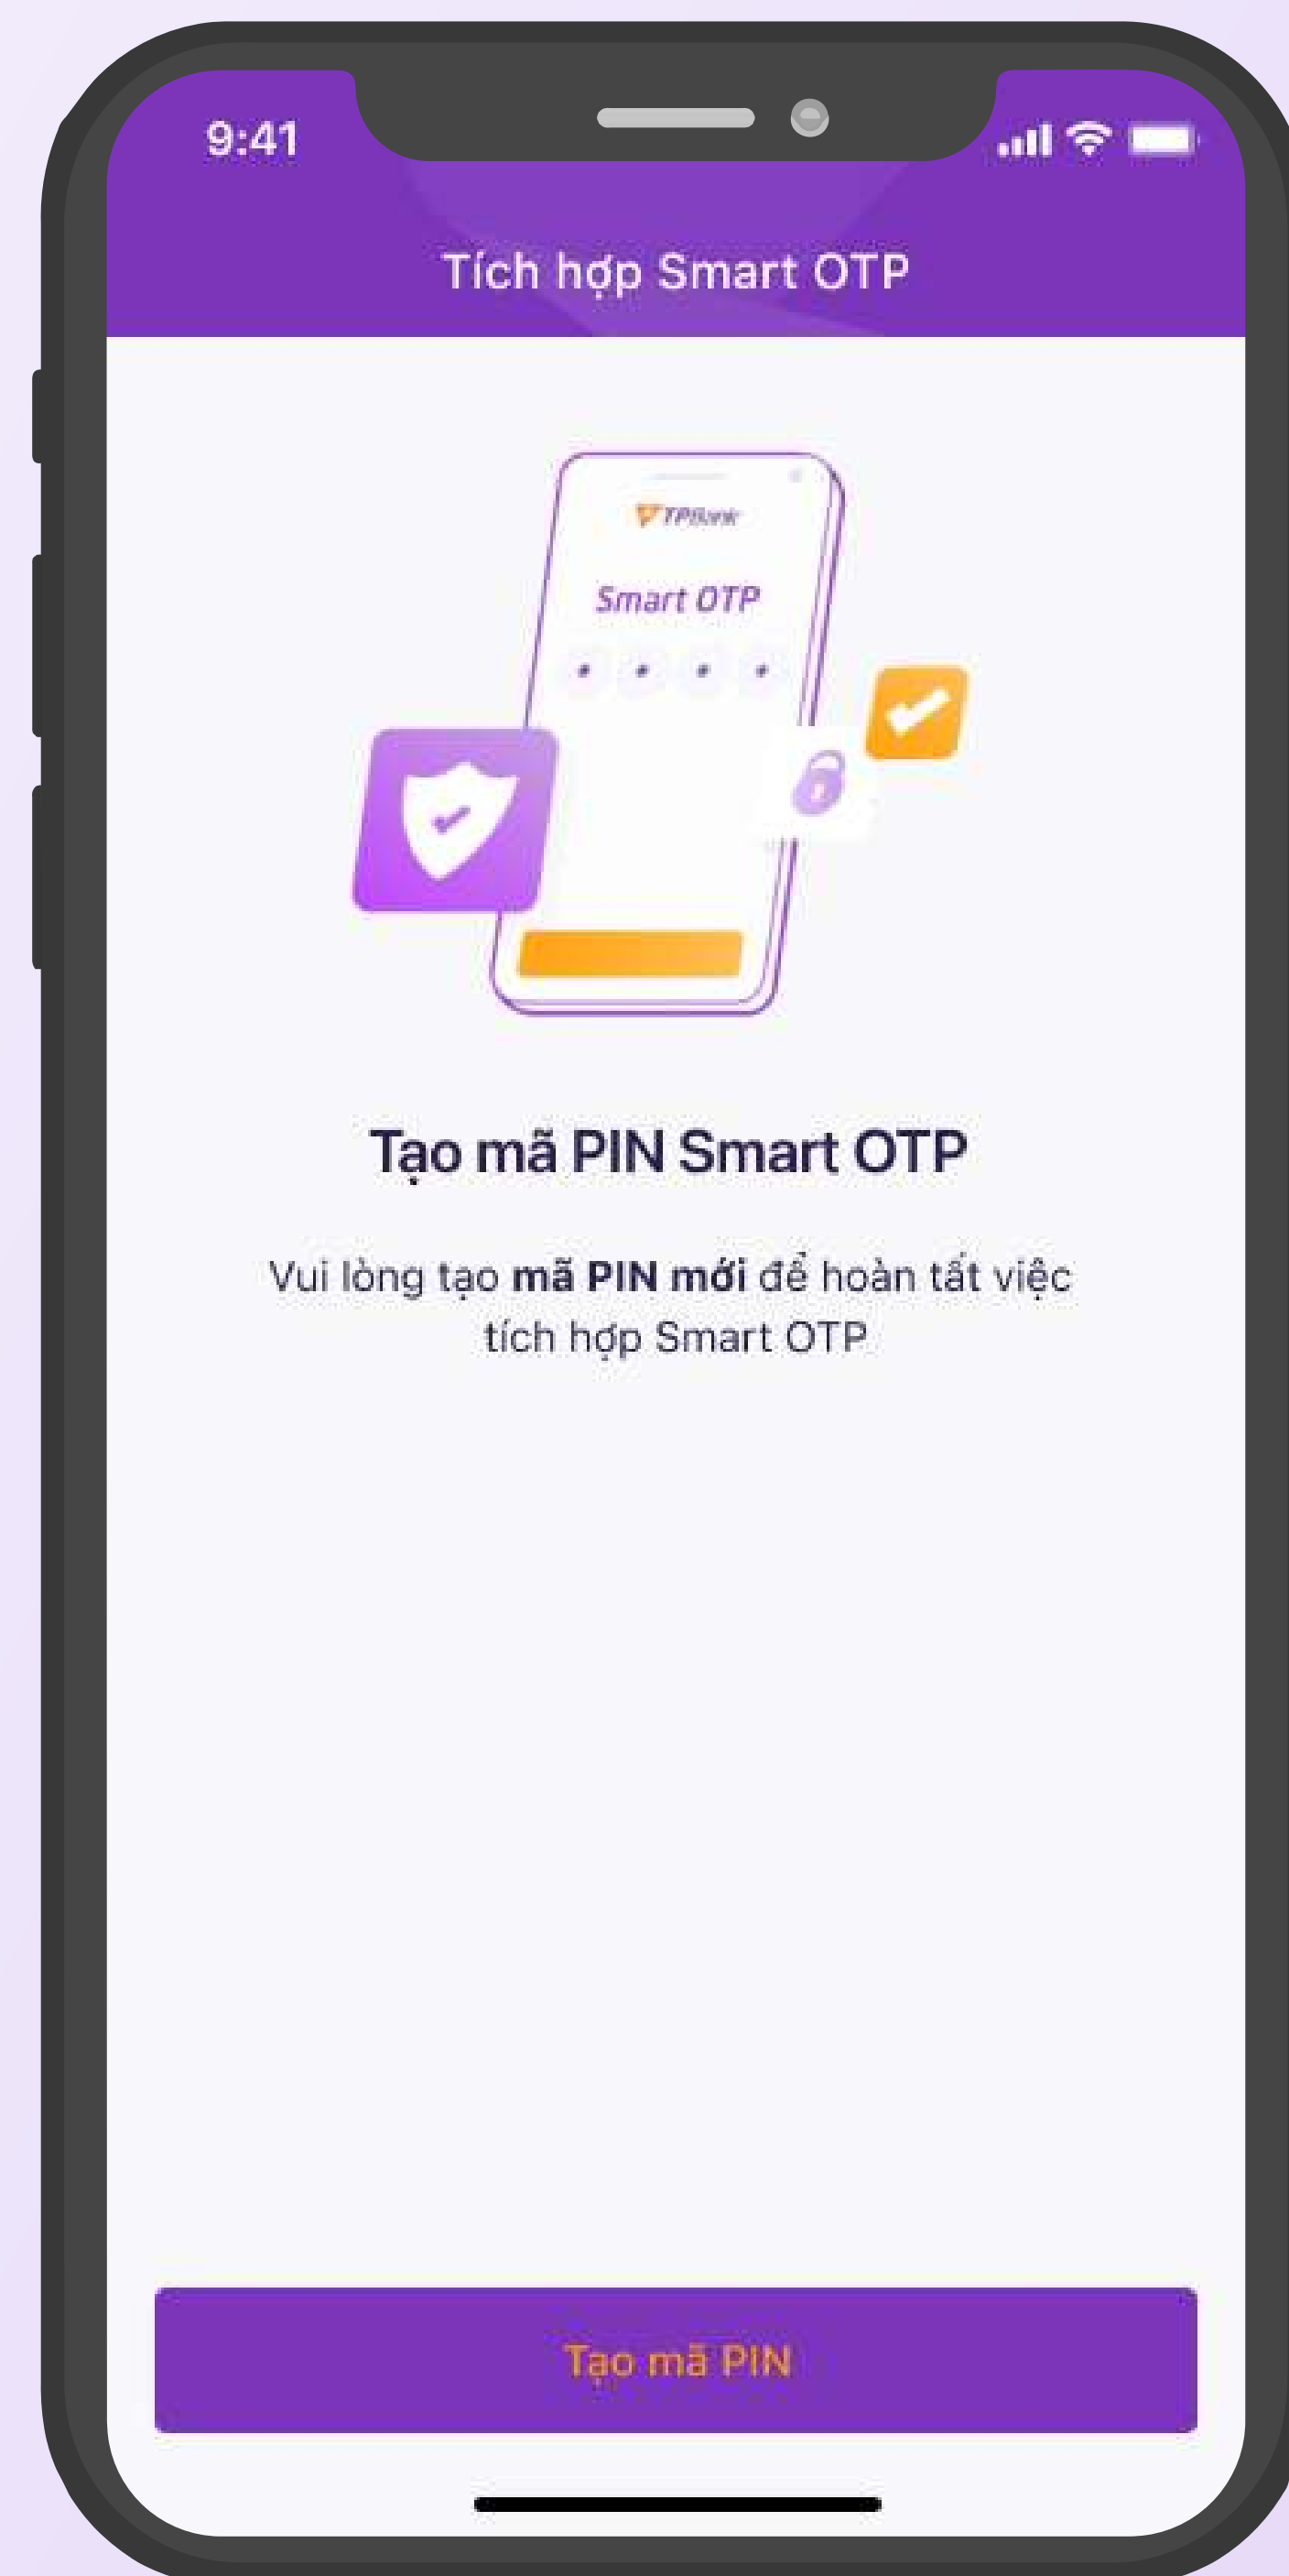 9:41
Tích hợp Smart OTP
TPBank
Smart OTP
Tạo mã PIN Smart OTP
Vui lòng tạo mã PIN mới để hoàn tất việc
tích hợp Smart OTP
Tạo mã PIN